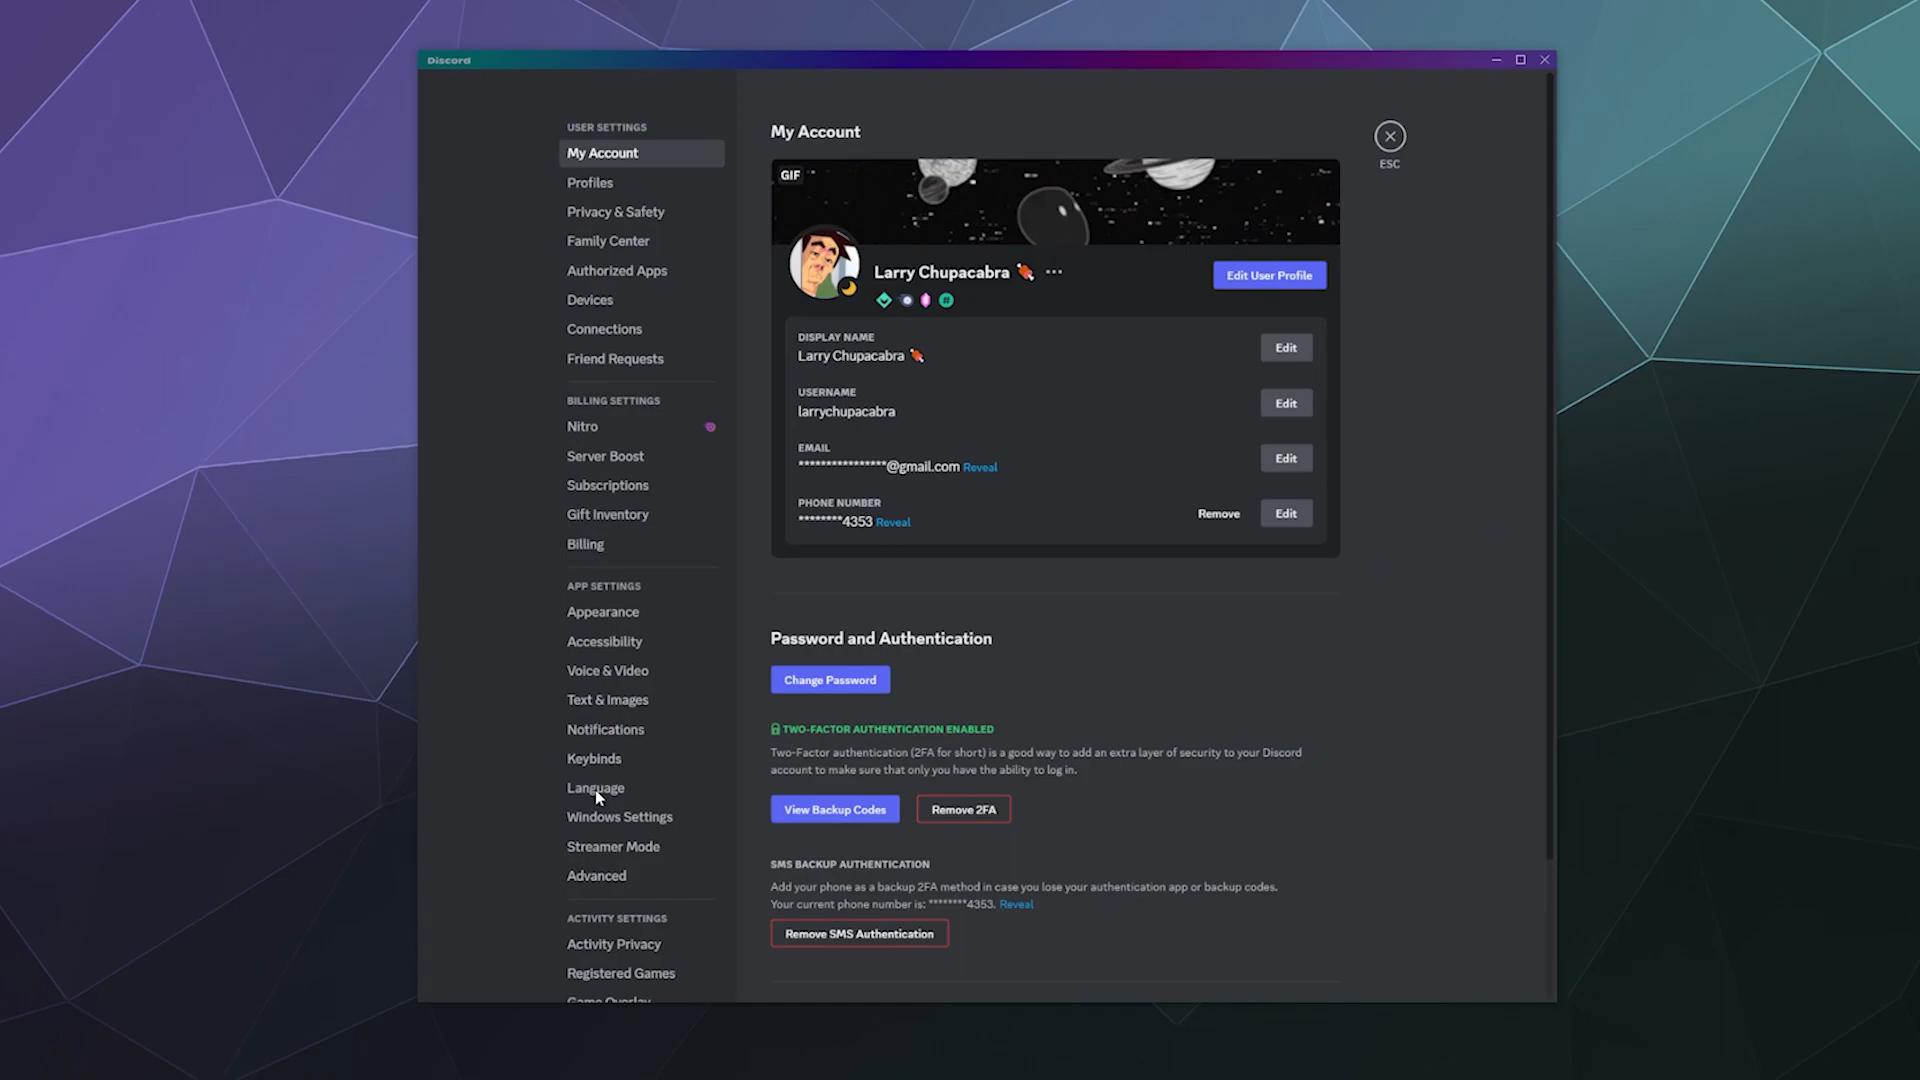 Discord
USER SETTINGS
My Account
Profiles
Privacy & Safety
Family Center
Authorized Apps
Devices
Connections
Friend Requests
BILLING SETTINGS
Nitro
Server Boost
Subscriptions
Gift Inventory
Billing
APP SETTINGS
Appearance
Accessibility
Voice & Video
Text & Images
Notifications
Keybinds
Language
Windows Settings
Streamer Mode
Advanced
ACTIVITY SETTINGS
Activity Privacy
Registered Games
Game Overlay
My Account
ESC
GIF
Larry Chupacabra
Edit User Profile
DISPLAY NAME
Larry Chupacabra
Edit
USERNAME
larrychupacabra
Edit
EMAIL
****************@gmail.com Reveal
Edit
PHONE NUMBER
********4353 Reveal
Remove
Edit
Password and Authentication
Change Password
TWO-FACTOR AUTHENTICATION ENABLED
Two-Factor authentication (2FA for short) is a good way to add an extra layer of security to your Discord
account to make sure that only you have the ability to log in.
View Backup Codes
Remove 2FA
SMS BACKUP AUTHENTICATION
Add your phone as a backup 2FA method in case you lose your authentication app or backup codes.
Your current phone number is: ********4353. Reveal
Remove SMS Authentication